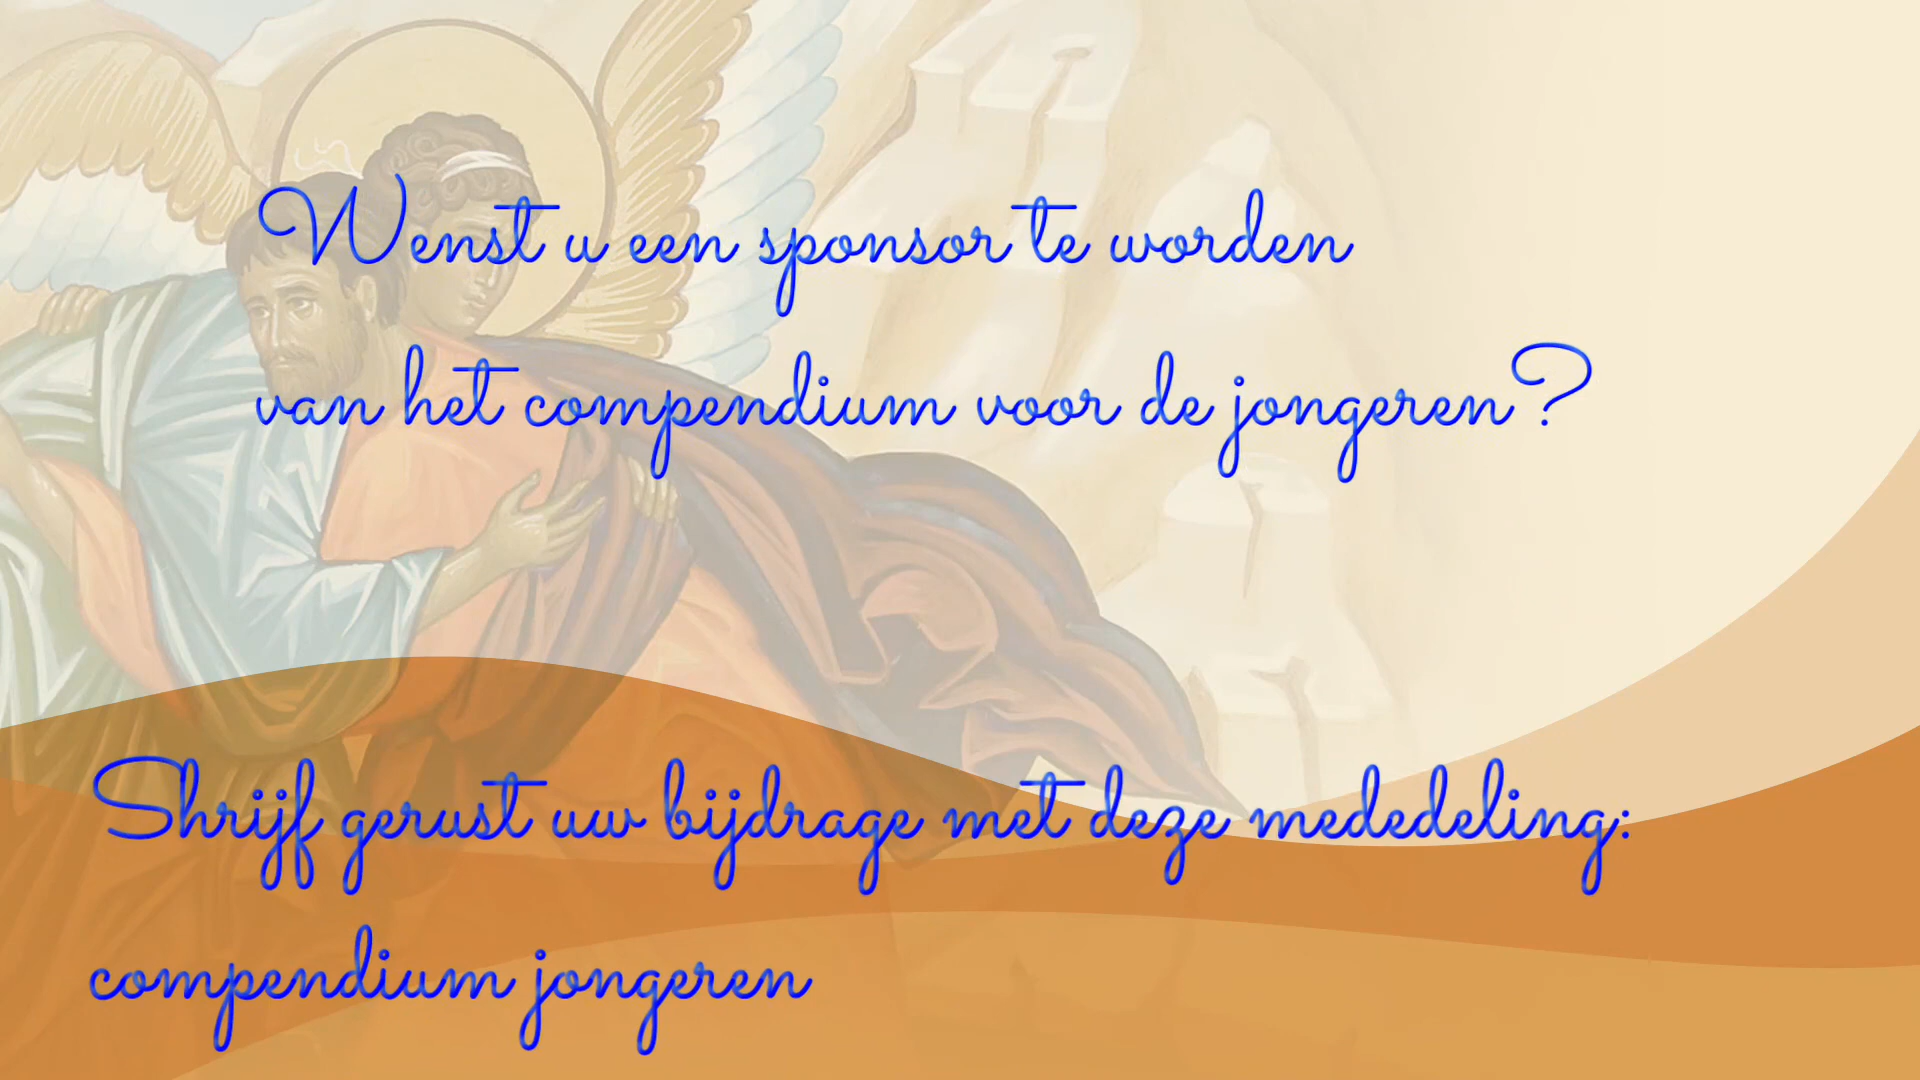 Wenst u een sponsor te worden
van het compendium voor de jongeren?
Shrijf gerust uw bijdrage met deze mededeling:
compendium jongeren